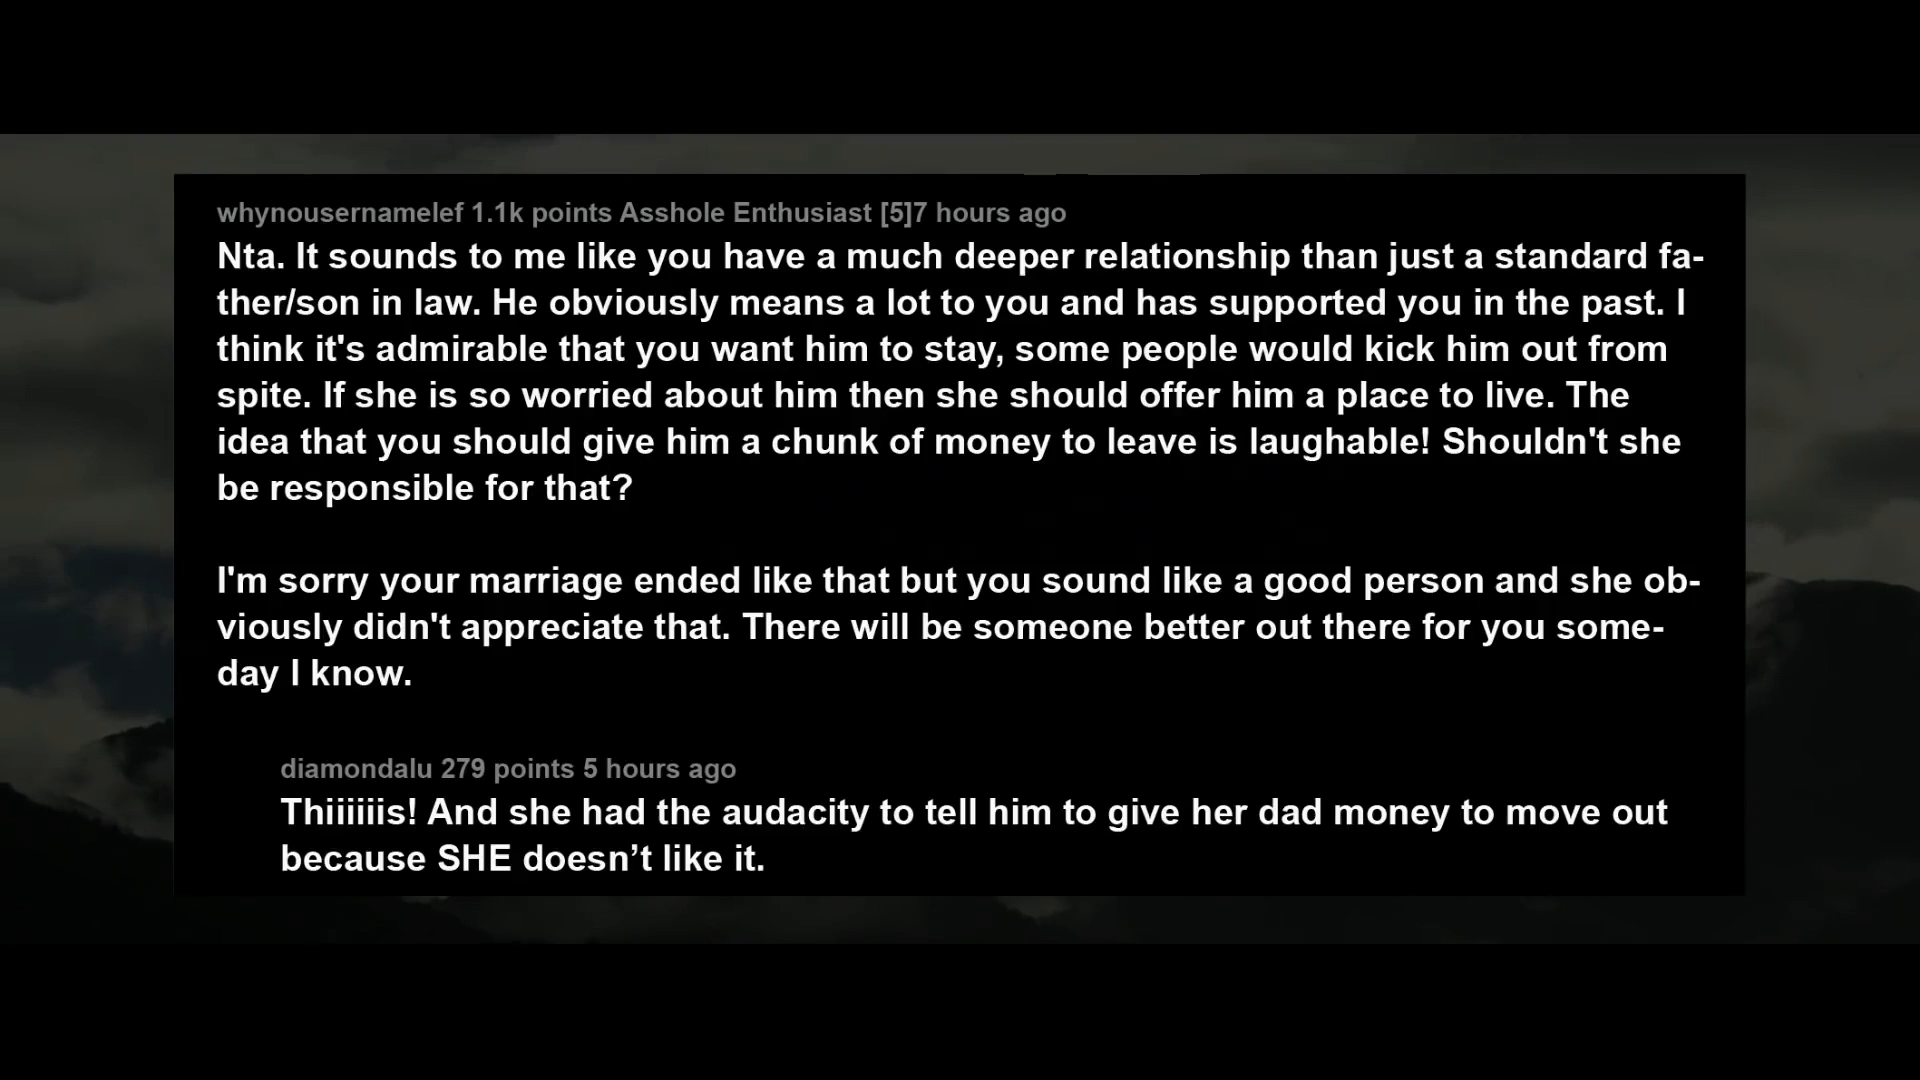 whynousernamelef 1.1k points Asshole Enthusiast [5]7 hours ago
Nta. It sounds to me like you have a much deeper relationship than just a standard fa-
ther/son in law. He obviously means a lot to you and has supported you in the past. I
think it's admirable that you want him to stay, some people would kick him out from
spite. If she is so worried about him then she should offer him a place to live. The
idea that you should give him a chunk of money to leave is laughable! Shouldn't she
be responsible for that?
I'm sorry your marriage ended like that but you sound like a good person and she ob-
viously didn't appreciate that. There will be someone better out there for you some-
day I know.
diamondalu 279 points 5 hours ago
Thiiiiiis! And she had the audacity to tell him to give her dad money to move out
because SHE doesn’t like it.